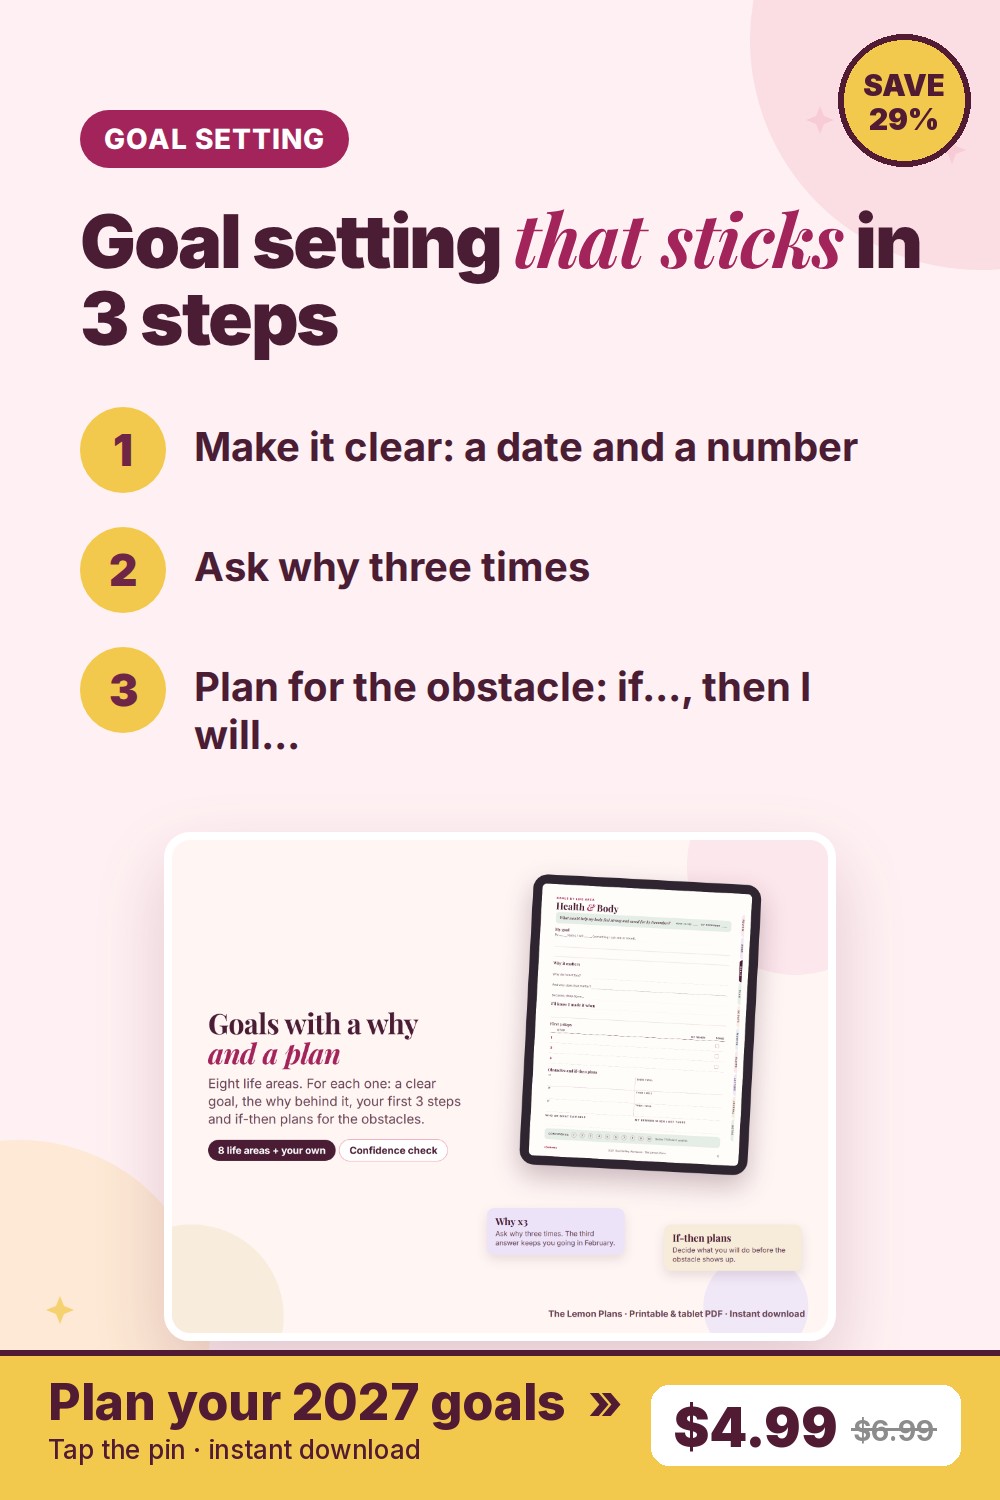 SAVE
29%
GOAL SETTING
Goal setting that sticks in
3 steps
1
Make it clear: a date and a number
2
Ask why three times
3
Plan for the obstacle: if…, then I
will…
Goals with a why
and a plan
Eight life areas. For each one: a clear
goal, the why behind it, your first 3 steps
and if-then plans for the obstacles.
8 life areas + your own
Confidence check
Health & Body
My goal
Why it matters
Why x3
Ask why three times. The third
answer keeps you going in February.
If-then plans
Decide what you will do before the
obstacle shows up.
The Lemon Plans · Printable & tablet PDF · Instant download
Plan your 2027 goals »
Tap the pin · instant download
$4.99 $6.99